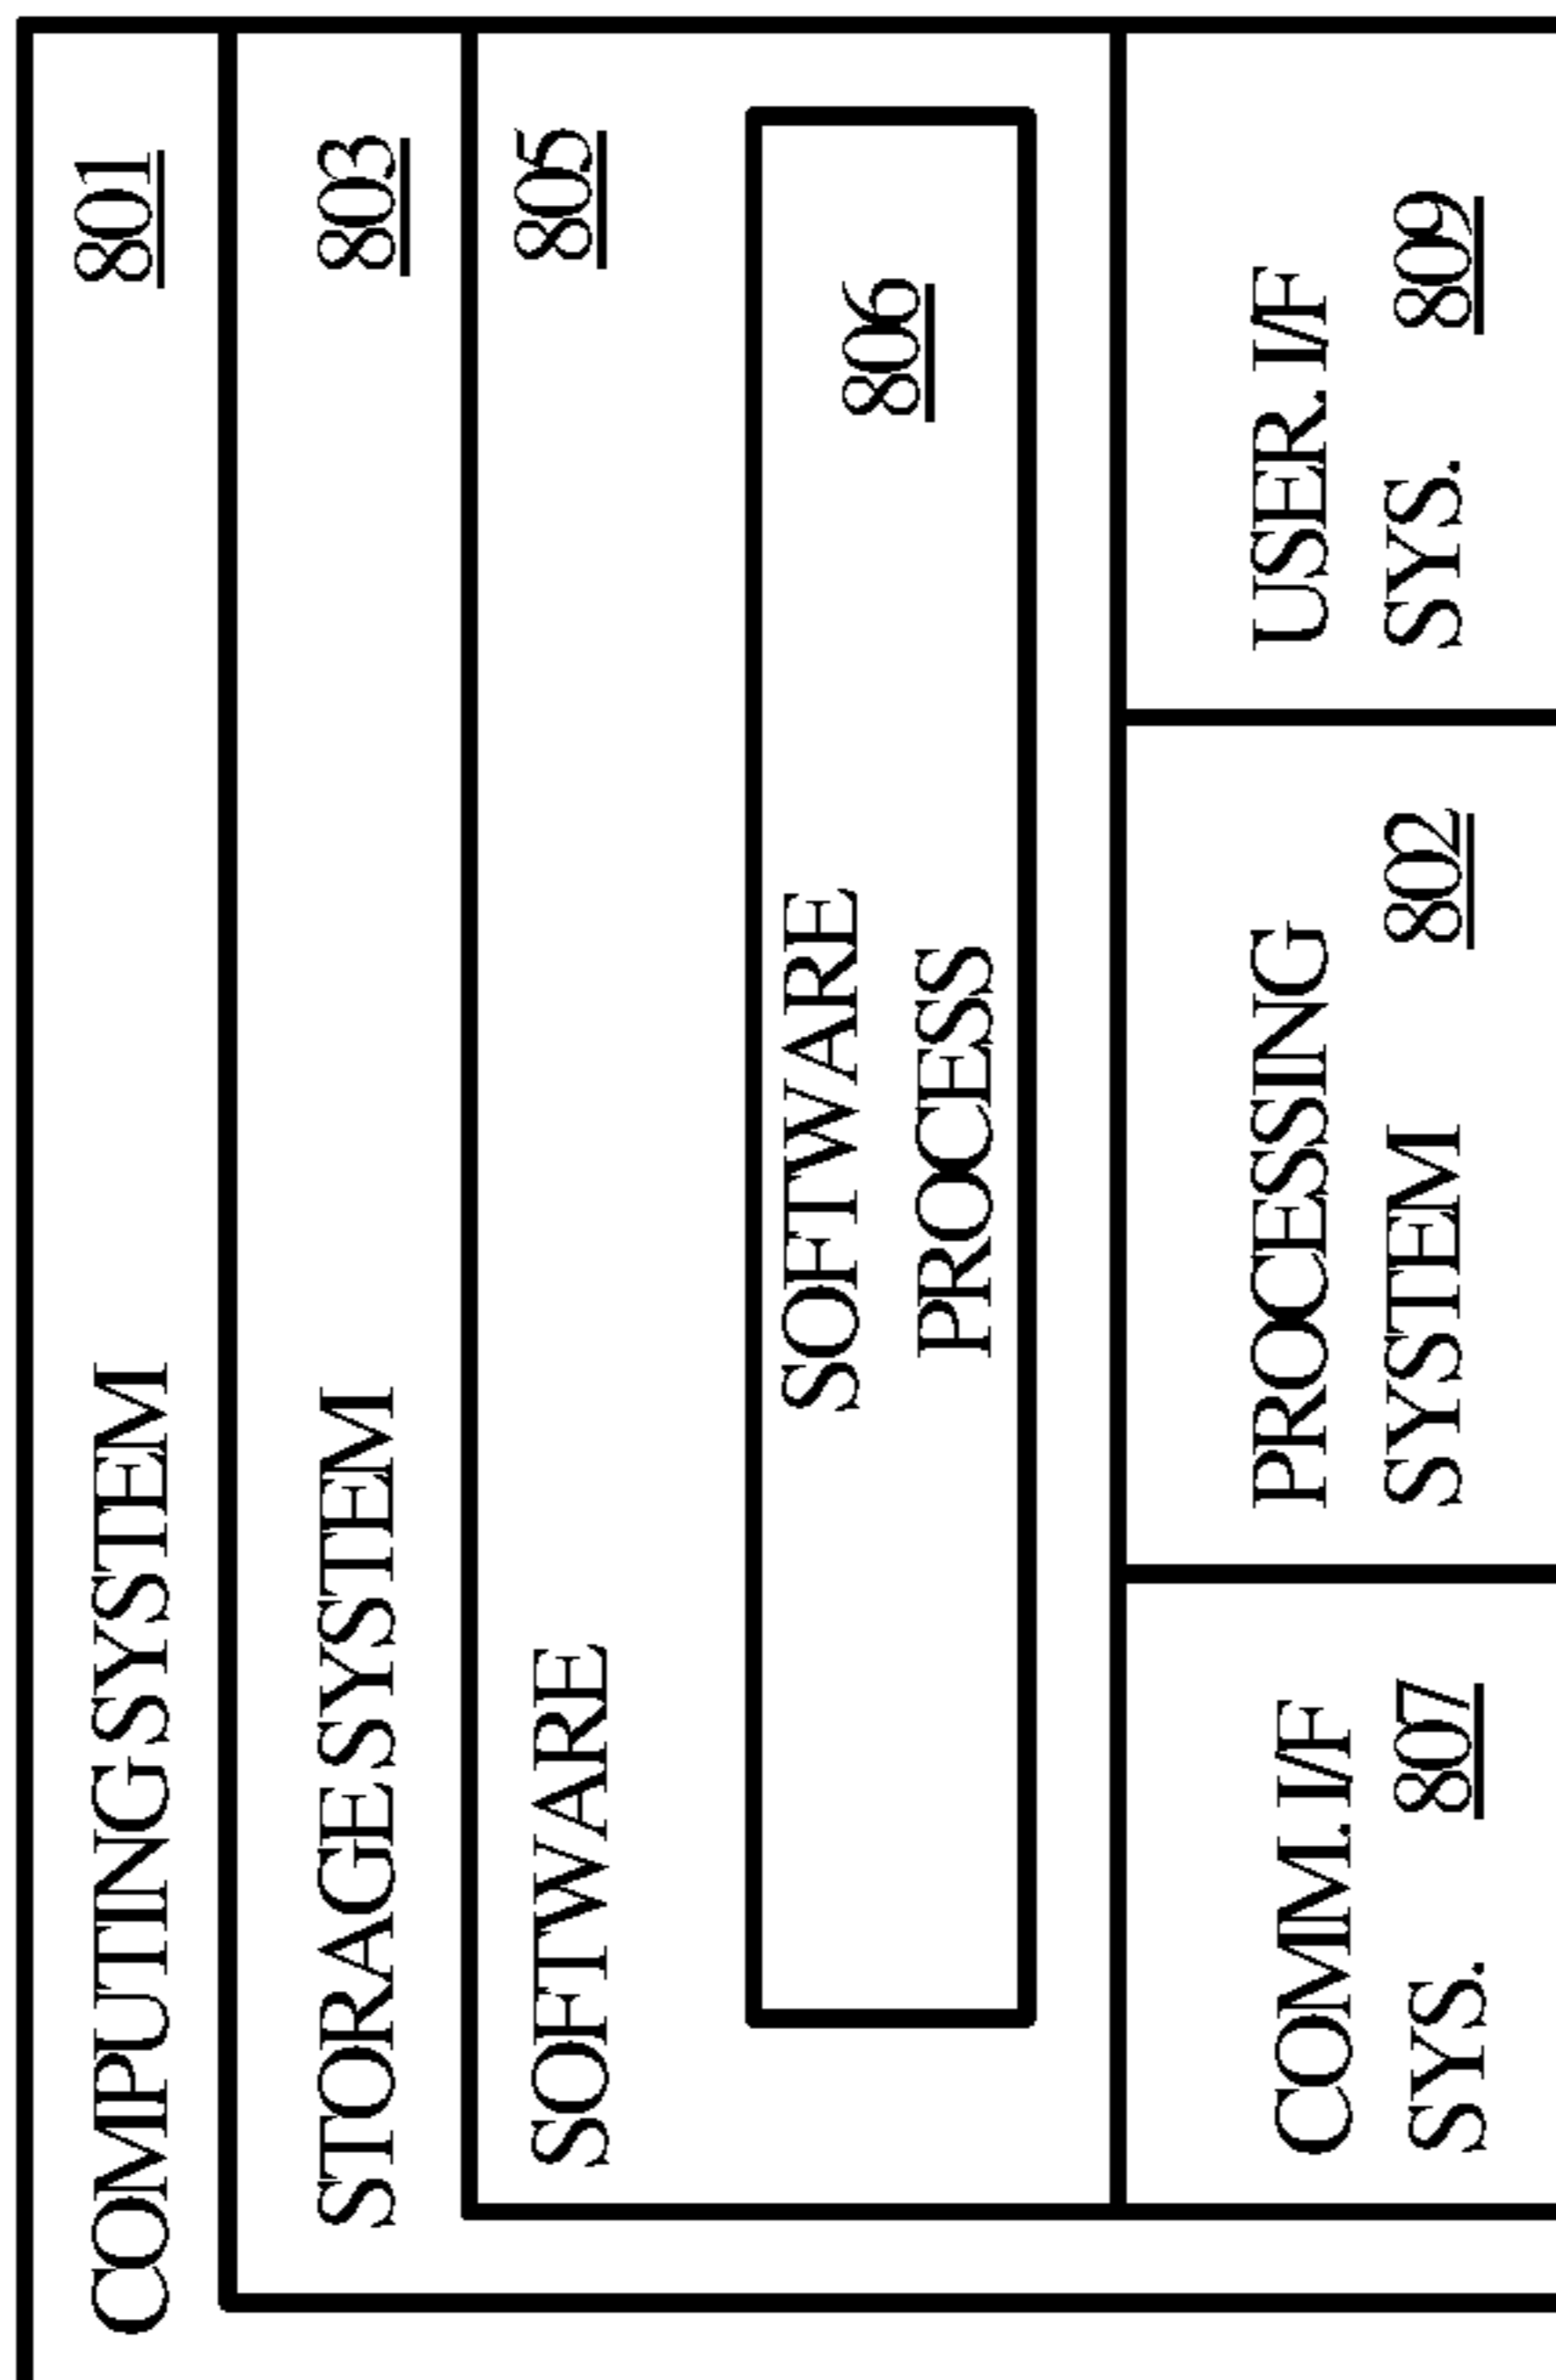 COMPUTING SYSTEM 801
STORAGE SYSTEM 803
SOFTWARE 805
SOFTWARE
PROCESS
806
COMM. I/F
SYS. 807
PROCESSING
SYSTEM 802
USER I/F
SYS. 809